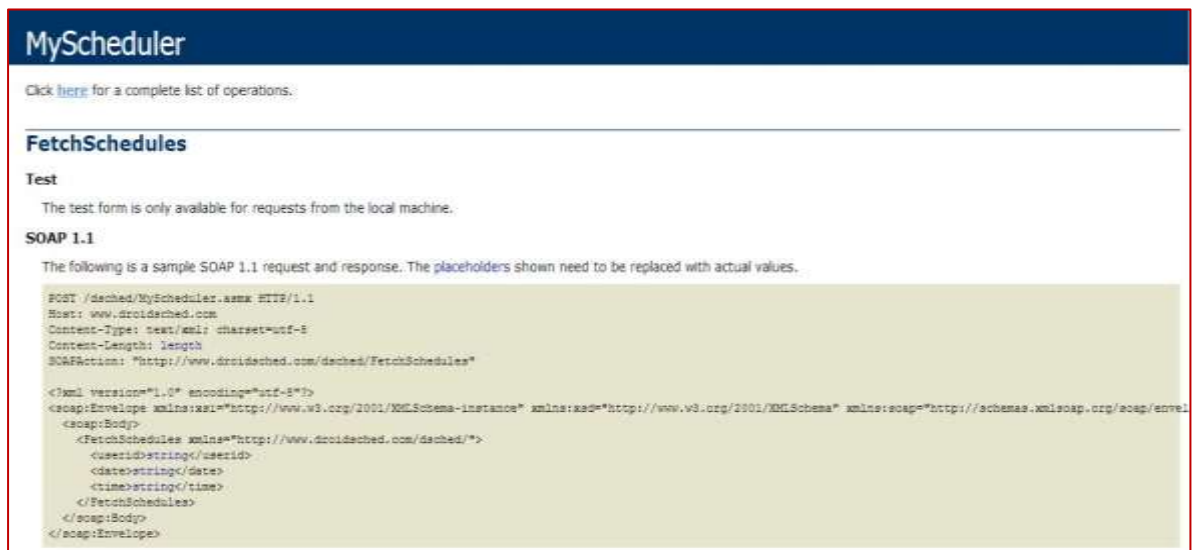 MyScheduler
Click here for a complete list of operations.
FetchSchedules
Test
The test form is only available for requests from the local machine.
SOAP 1.1
The following is a sample SOAP 1.1 request and response. The placeholders shown need to be replaced with actual values.
POST /dsched/MyScheduler.asmx HTTP/1.1
Host: www.droidsched.com
Content-Type: text/xml; charset=utf-8
Content-Length: length
SOAPAction: "http://www.droidsched.com/dsched/FetchSchedules"
<?xml version="1.0" encoding="utf-8"?>
<soap:Envelope xmlns:xsi="http://www.w3.org/2001/XMLSchema-instance" xmlns:xsd="http://www.w3.org/2001/XMLSchema" xmlns:soap="http://schemas.xmlsoap.org/soap/envel
<soap:Body>
<FetchSchedules xmlns="http://www.droidsched.com/dsched/">
<userid>string</userid>
<date>string</date>
<time>string</time>
</FetchSchedules>
</soap:Body>
</soap:Envelope>